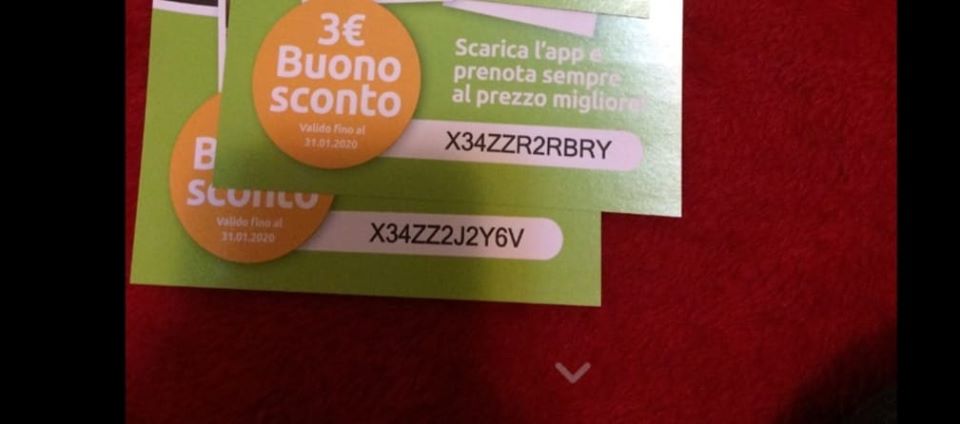 3€
Buono
sconto
Valido fino al
31.01.2020
Scarica l'app e
prenota sempre
al prezzo migliore!
X34ZZR2RBRY
sconto
Valido fino al
31.01.2020
X34ZZ2J2Y6V